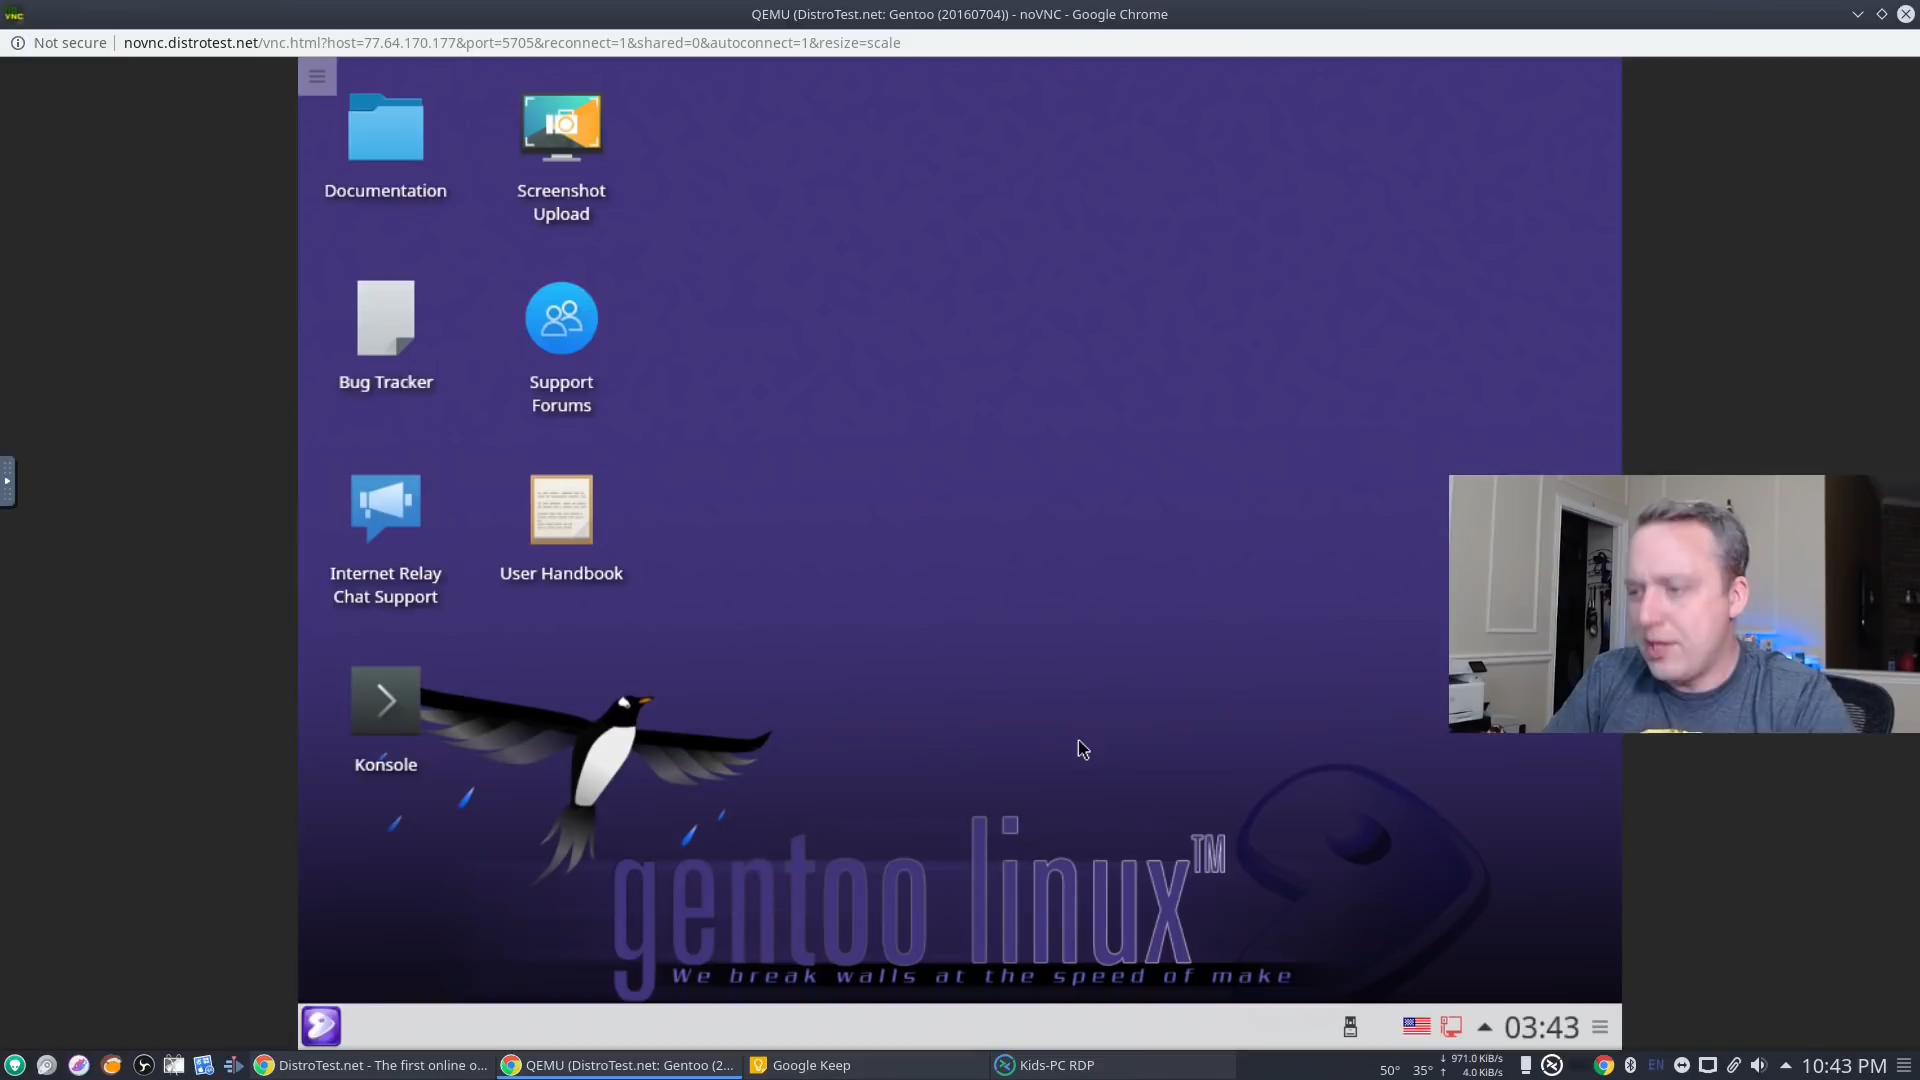 VNC
QEMU (DistroTest.net: Gentoo (20160704)) - noVNC - Google Chrome
Not secure
novnc.distrotest.net/vnc.html?host=77.64.170.177&port=5705&reconnect=1&shared=0&autoconnect=1&resize=scale
Documentation
Screenshot
Upload
Bug Tracker
Support
Forums
Internet Relay
Chat Support
User Handbook
Konsole
gentoo linux™
We break walls at the speed of make
03:43
DistroTest.net - The first online o...
QEMU (DistroTest.net: Gentoo (2...
Google Keep
Kids-PC RDP
50° 35°
↓ 971.0 KiB/s
↑ 4.0 KiB/s
EN
10:43 PM